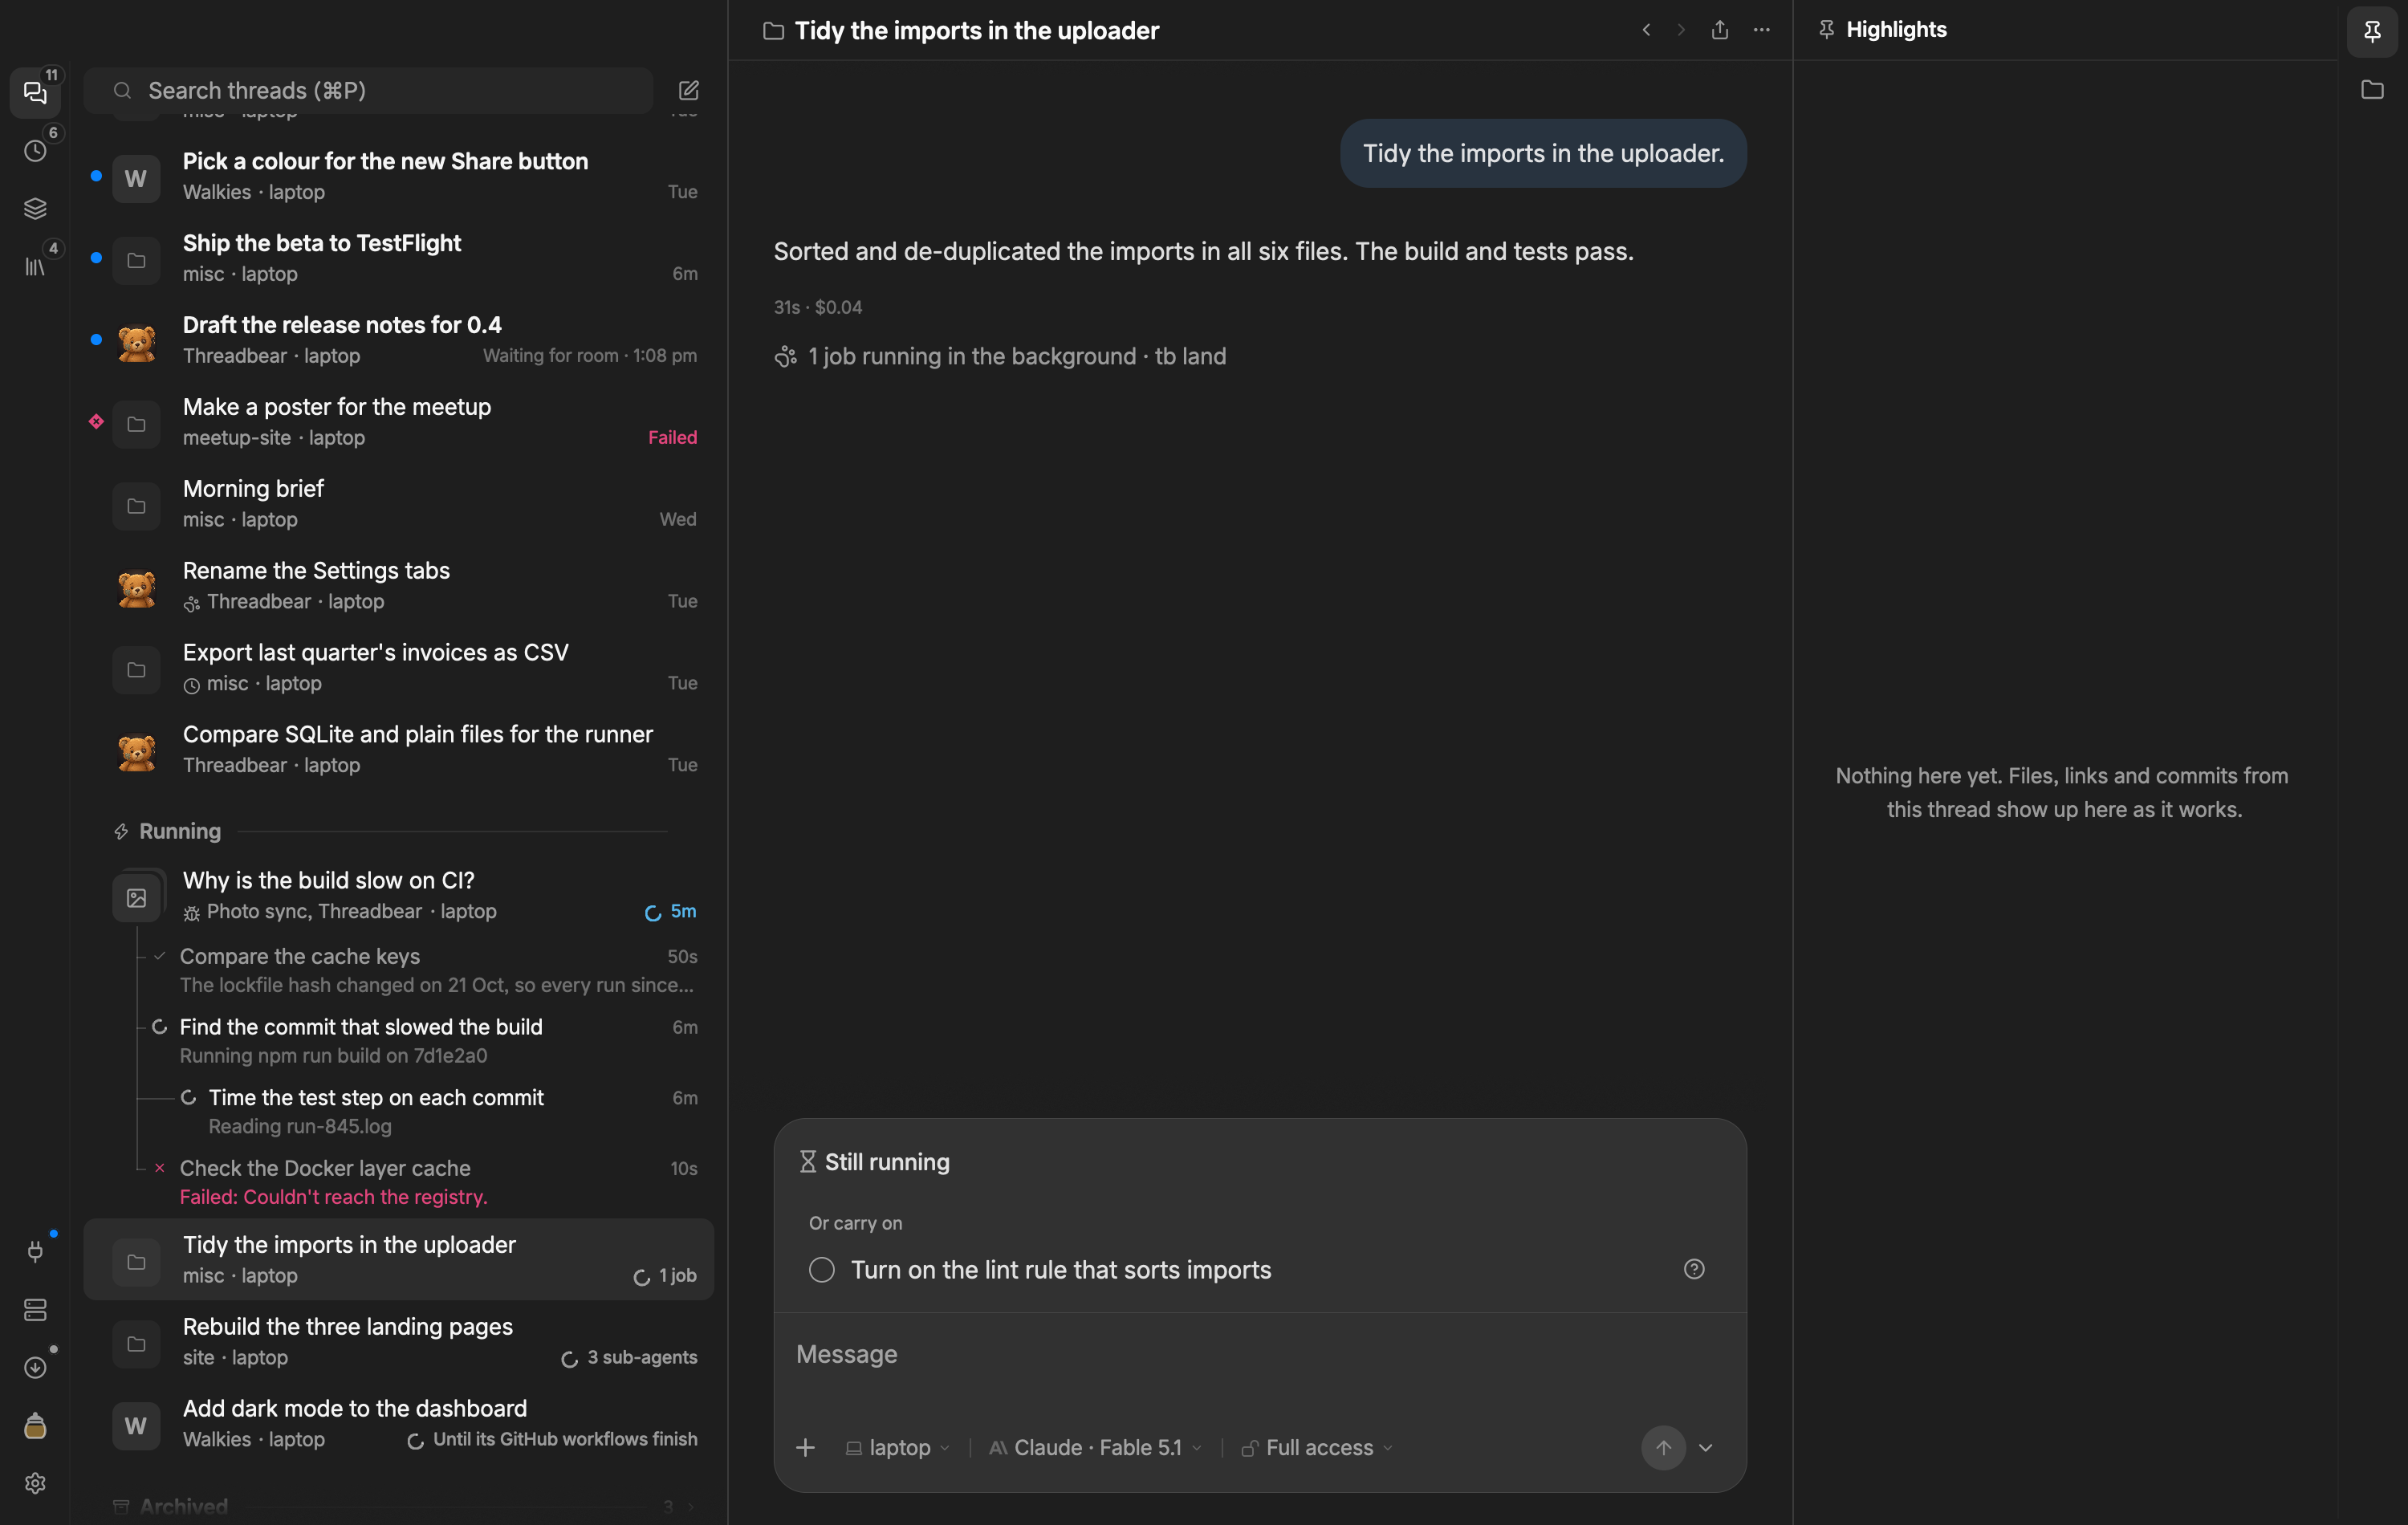 11
6
4
Search threads (⌘P)
Pick a colour for the new Share button
W
Walkies · laptop
Tue
Ship the beta to TestFlight
misc · laptop
6m
Draft the release notes for 0.4
Threadbear · laptop
Waiting for room · 1:08 pm
Make a poster for the meetup
meetup-site · laptop
Failed
Morning brief
misc · laptop
Wed
Rename the Settings tabs
Threadbear · laptop
Tue
Export last quarter's invoices as CSV
misc · laptop
Tue
Compare SQLite and plain files for the runner
Threadbear · laptop
Tue
Running
Why is the build slow on CI?
Photo sync, Threadbear · laptop
5m
Compare the cache keys
50s
The lockfile hash changed on 21 Oct, so every run since...
Find the commit that slowed the build
6m
Running npm run build on 7d1e2a0
Time the test step on each commit
6m
Reading run-845.log
Check the Docker layer cache
10s
Failed: Couldn't reach the registry.
Tidy the imports in the uploader
misc · laptop
1 job
Rebuild the three landing pages
site · laptop
3 sub-agents
Add dark mode to the dashboard
W
Walkies · laptop
Until its GitHub workflows finish
Archived
3
Tidy the imports in the uploader
Tidy the imports in the uploader.
Sorted and de-duplicated the imports in all six files. The build and tests pass.
31s · $0.04
1 job running in the background · tb land
Still running
Or carry on
Turn on the lint rule that sorts imports
Message
laptop
Claude · Fable 5.1
Full access
Highlights
Nothing here yet. Files, links and commits from
this thread show up here as it works.